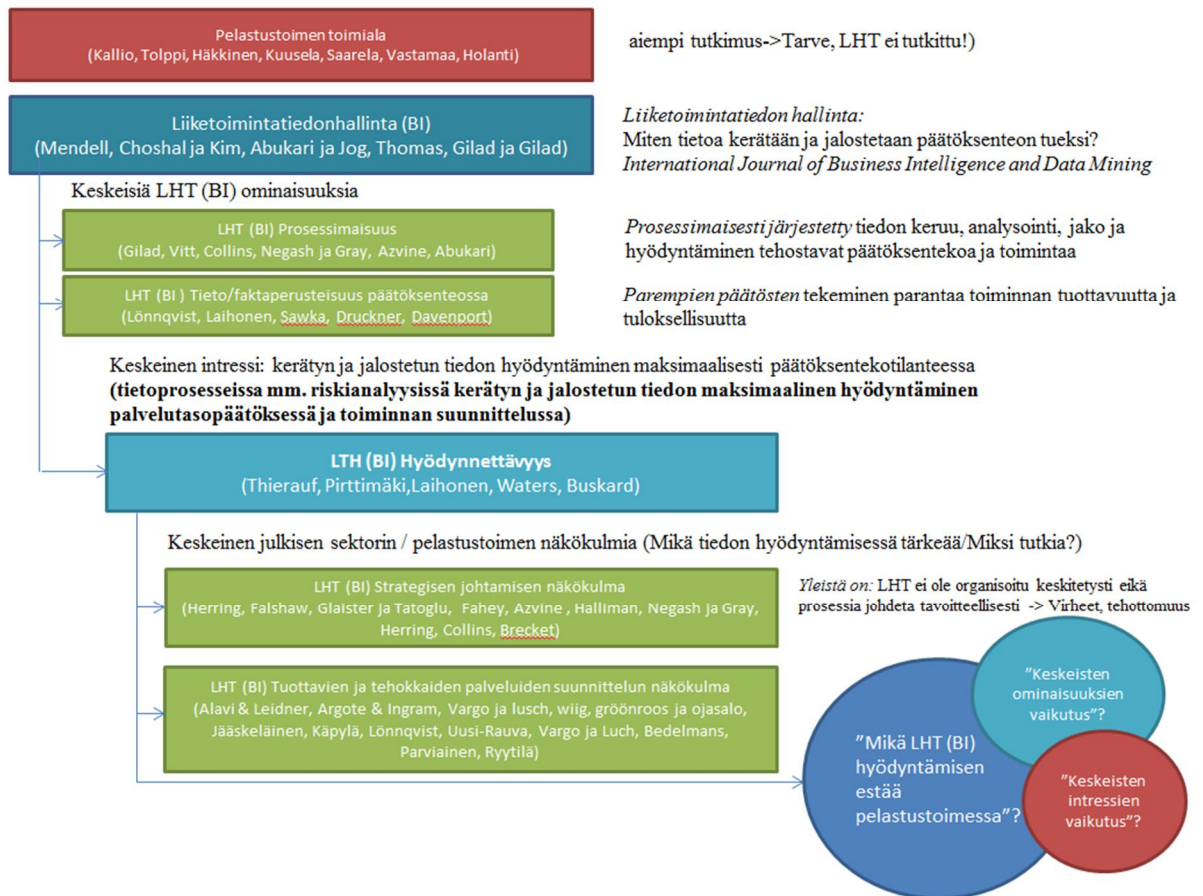 Pelastustoimen toimiala
(Kallio, Tolppi, Häkkinen, Kuusela, Saarela, Vastamaa, Holanti)
aiempi tutkimus->Tarve, LHT ei tutkittu!)
Liiketoimintatiedonhallinta (BI)
(Mendell, Choshal ja Kim, Abukari ja Jog, Thomas, Gilad ja Gilad)
Liiketoimintatiedon hallinta:
Miten tietoa kerätään ja jalostetaan päätöksenteon tueksi?
International Journal of Business Intelligence and Data Mining
Keskeisiä LHT (BI) ominaisuuksia
LHT (BI) Prosessimaisuus
(Gilad, Vitt, Collins, Negash ja Gray, Azvine, Abukari)
Prosessimaisesti järjestetty tiedon keruu, analysointi, jako ja
hyödyntäminen tehostavat päätöksentekoa ja toimintaa
LHT (BI ) Tieto/faktaperusteisuus päätöksenteossa
(Lönnqvist, Laihonen, Sawka, Druckner, Davenport)
Parempien päätösten tekeminen parantaa toiminnan tuottavuutta ja
tuloksellisuutta
Keskeinen intressi: kerätyn ja jalostetun tiedon hyödyntäminen maksimaalisesti päätöksentekotilanteessa
(tietoprosesseissa mm. riskianalyysissä kerätyn ja jalostetun tiedon maksimaalinen hyödyntäminen
palvelutasopäätöksessä ja toiminnan suunnittelussa)
LTH (BI) Hyödynnettävyys
(Thierauf, Pirttimäki,Laihonen, Waters, Buskard)
Keskeinen julkisen sektorin / pelastustoimen näkökulmia (Mikä tiedon hyödyntämisessä tärkeää/Miksi tutkia?)
LHT (BI) Strategisen johtamisen näkökulma
(Herring, Falshaw, Glaister ja Tatoglu, Fahey, Azvine , Halliman, Negash ja Gray,
Herring, Collins, Brecket)
Yleistä on: LHT ei ole organisoitu keskitetysti eikä
prosessia johdeta tavoitteellisesti -> Virheet, tehottomuus
LHT (BI) Tuottavien ja tehokkaiden palveluiden suunnittelun näkökulma
(Alavi & Leidner, Argote & Ingram, Vargo ja lusch, wiig, gröönroos ja ojasalo,
Jääskeläinen, Käpylä, Lönnqvist, Uusi-Rauva, Vargo ja Luch, Bedelmans,
Parviainen, Ryytilä)
"Keskeisten
ominaisuuksien
vaikutus"?
"Mikä LHT (BI)
hyödyntämisen
estää
pelastustoimessa"?
"Keskeisten
intressien
vaikutus"?